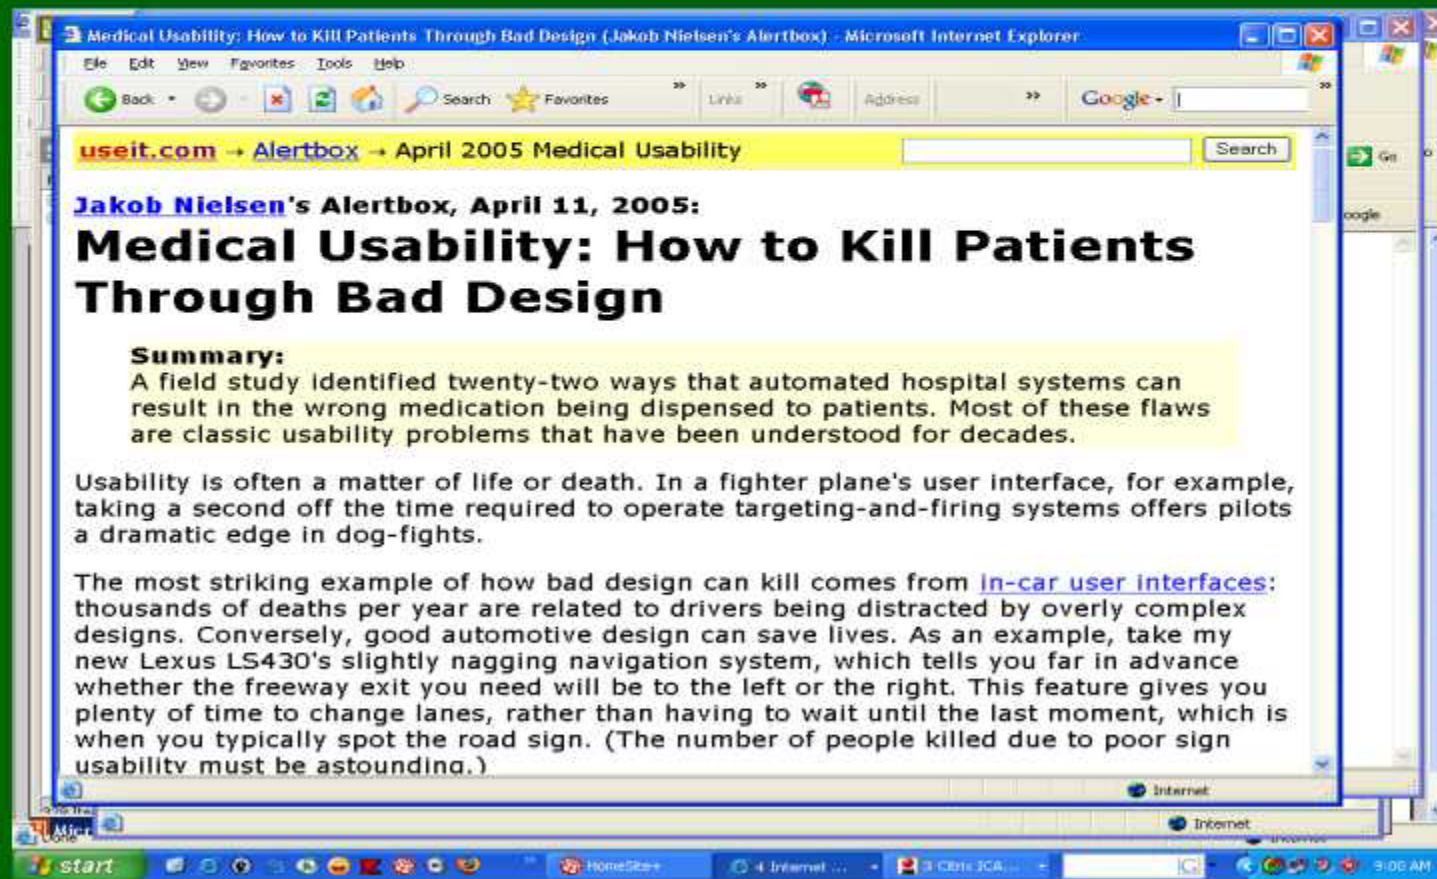 Medical Usability: How to Kill Patients Through Bad Design (Jakob Nielsen's Alertbox) - Microsoft Internet Explorer
File Edit View Favorites Tools Help
Back Search Favorites » Links » Address » Google »
Go
useit.com → Alertbox → April 2005 Medical Usability Search
Jakob Nielsen's Alertbox, April 11, 2005:
Medical Usability: How to Kill Patients
Through Bad Design
Summary:
A field study identified twenty-two ways that automated hospital systems can
result in the wrong medication being dispensed to patients. Most of these flaws
are classic usability problems that have been understood for decades.
Usability is often a matter of life or death. In a fighter plane's user interface, for example,
taking a second off the time required to operate targeting-and-firing systems offers pilots
a dramatic edge in dog-fights.
The most striking example of how bad design can kill comes from in-car user interfaces:
thousands of deaths per year are related to drivers being distracted by overly complex
designs. Conversely, good automotive design can save lives. As an example, take my
new Lexus LS430's slightly nagging navigation system, which tells you far in advance
whether the freeway exit you need will be to the left or the right. This feature gives you
plenty of time to change lanes, rather than having to wait until the last moment, which is
when you typically spot the road sign. (The number of people killed due to poor sign
usability must be astounding.)
Internet
Internet
start HomeSite+ 4 Internet ... 3 Citrix ICA... 9:00 AM